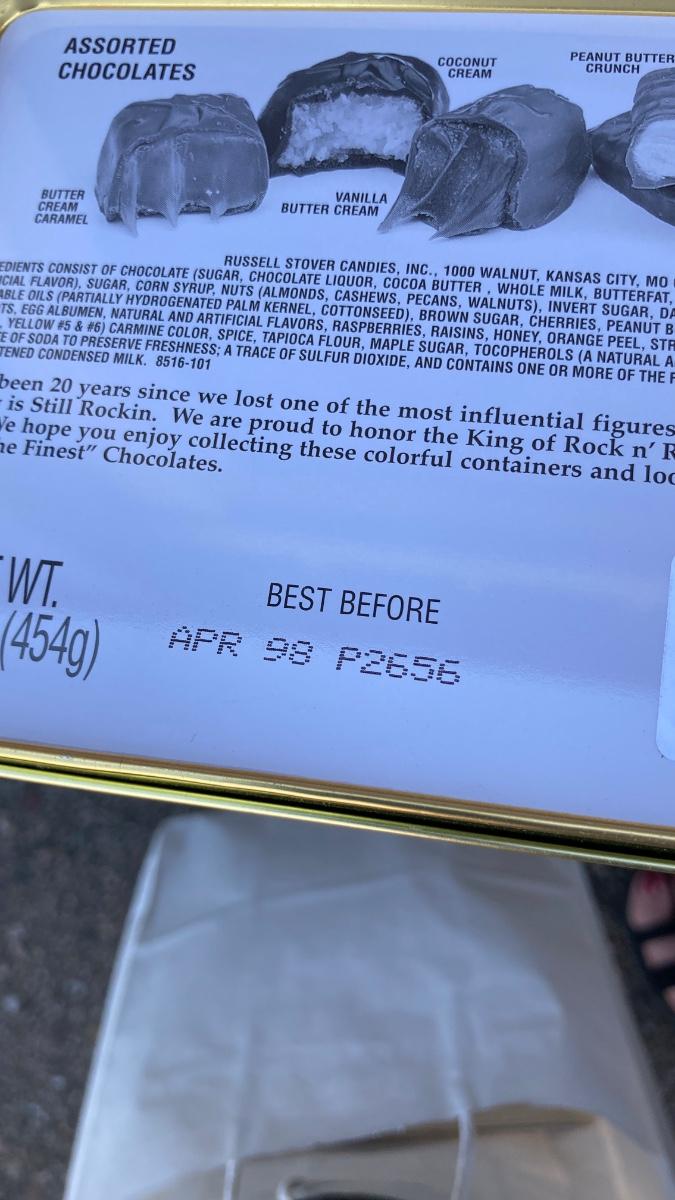 ASSORTED
CHOCOLATES
COCONUT
CREAM
PEANUT BUTTER
CRUNCH
BUTTER
CREAM
CARAMEL
VANILLA
BUTTER CREAM
RUSSELL STOVER CANDIES, INC., 1000 WALNUT, KANSAS CITY, MO
EDIENTS CONSIST OF CHOCOLATE (SUGAR, CHOCOLATE LIQUOR, COCOA BUTTER , WHOLE MILK, BUTTERFAT,
ICIAL FLAVOR), SUGAR, CORN SYRUP, NUTS (ALMONDS, CASHEWS, PECANS, WALNUTS), INVERT SUGAR, DA
ABLE OILS (PARTIALLY HYDROGENATED PALM KERNEL, COTTONSEED), BROWN SUGAR, CHERRIES, PEANUT B
TS, EGG ALBUMEN, NATURAL AND ARTIFICIAL FLAVORS, RASPBERRIES, RAISINS, HONEY, ORANGE PEEL, STR
, YELLOW #5 & #6) CARMINE COLOR, SPICE, TAPIOCA FLOUR, MAPLE SUGAR, TOCOPHEROLS (A NATURAL A
TE OF SODA TO PRESERVE FRESHNESS; A TRACE OF SULFUR DIOXIDE, AND CONTAINS ONE OR MORE OF THE F
TENED CONDENSED MILK. 8516-101
been 20 years since we lost one of the most influential figures
is Still Rockin. We are proud to honor the King of Rock n' R
We hope you enjoy collecting these colorful containers and loo
he Finest" Chocolates.
WT.
(454g)
BEST BEFORE
APR 98 P2656